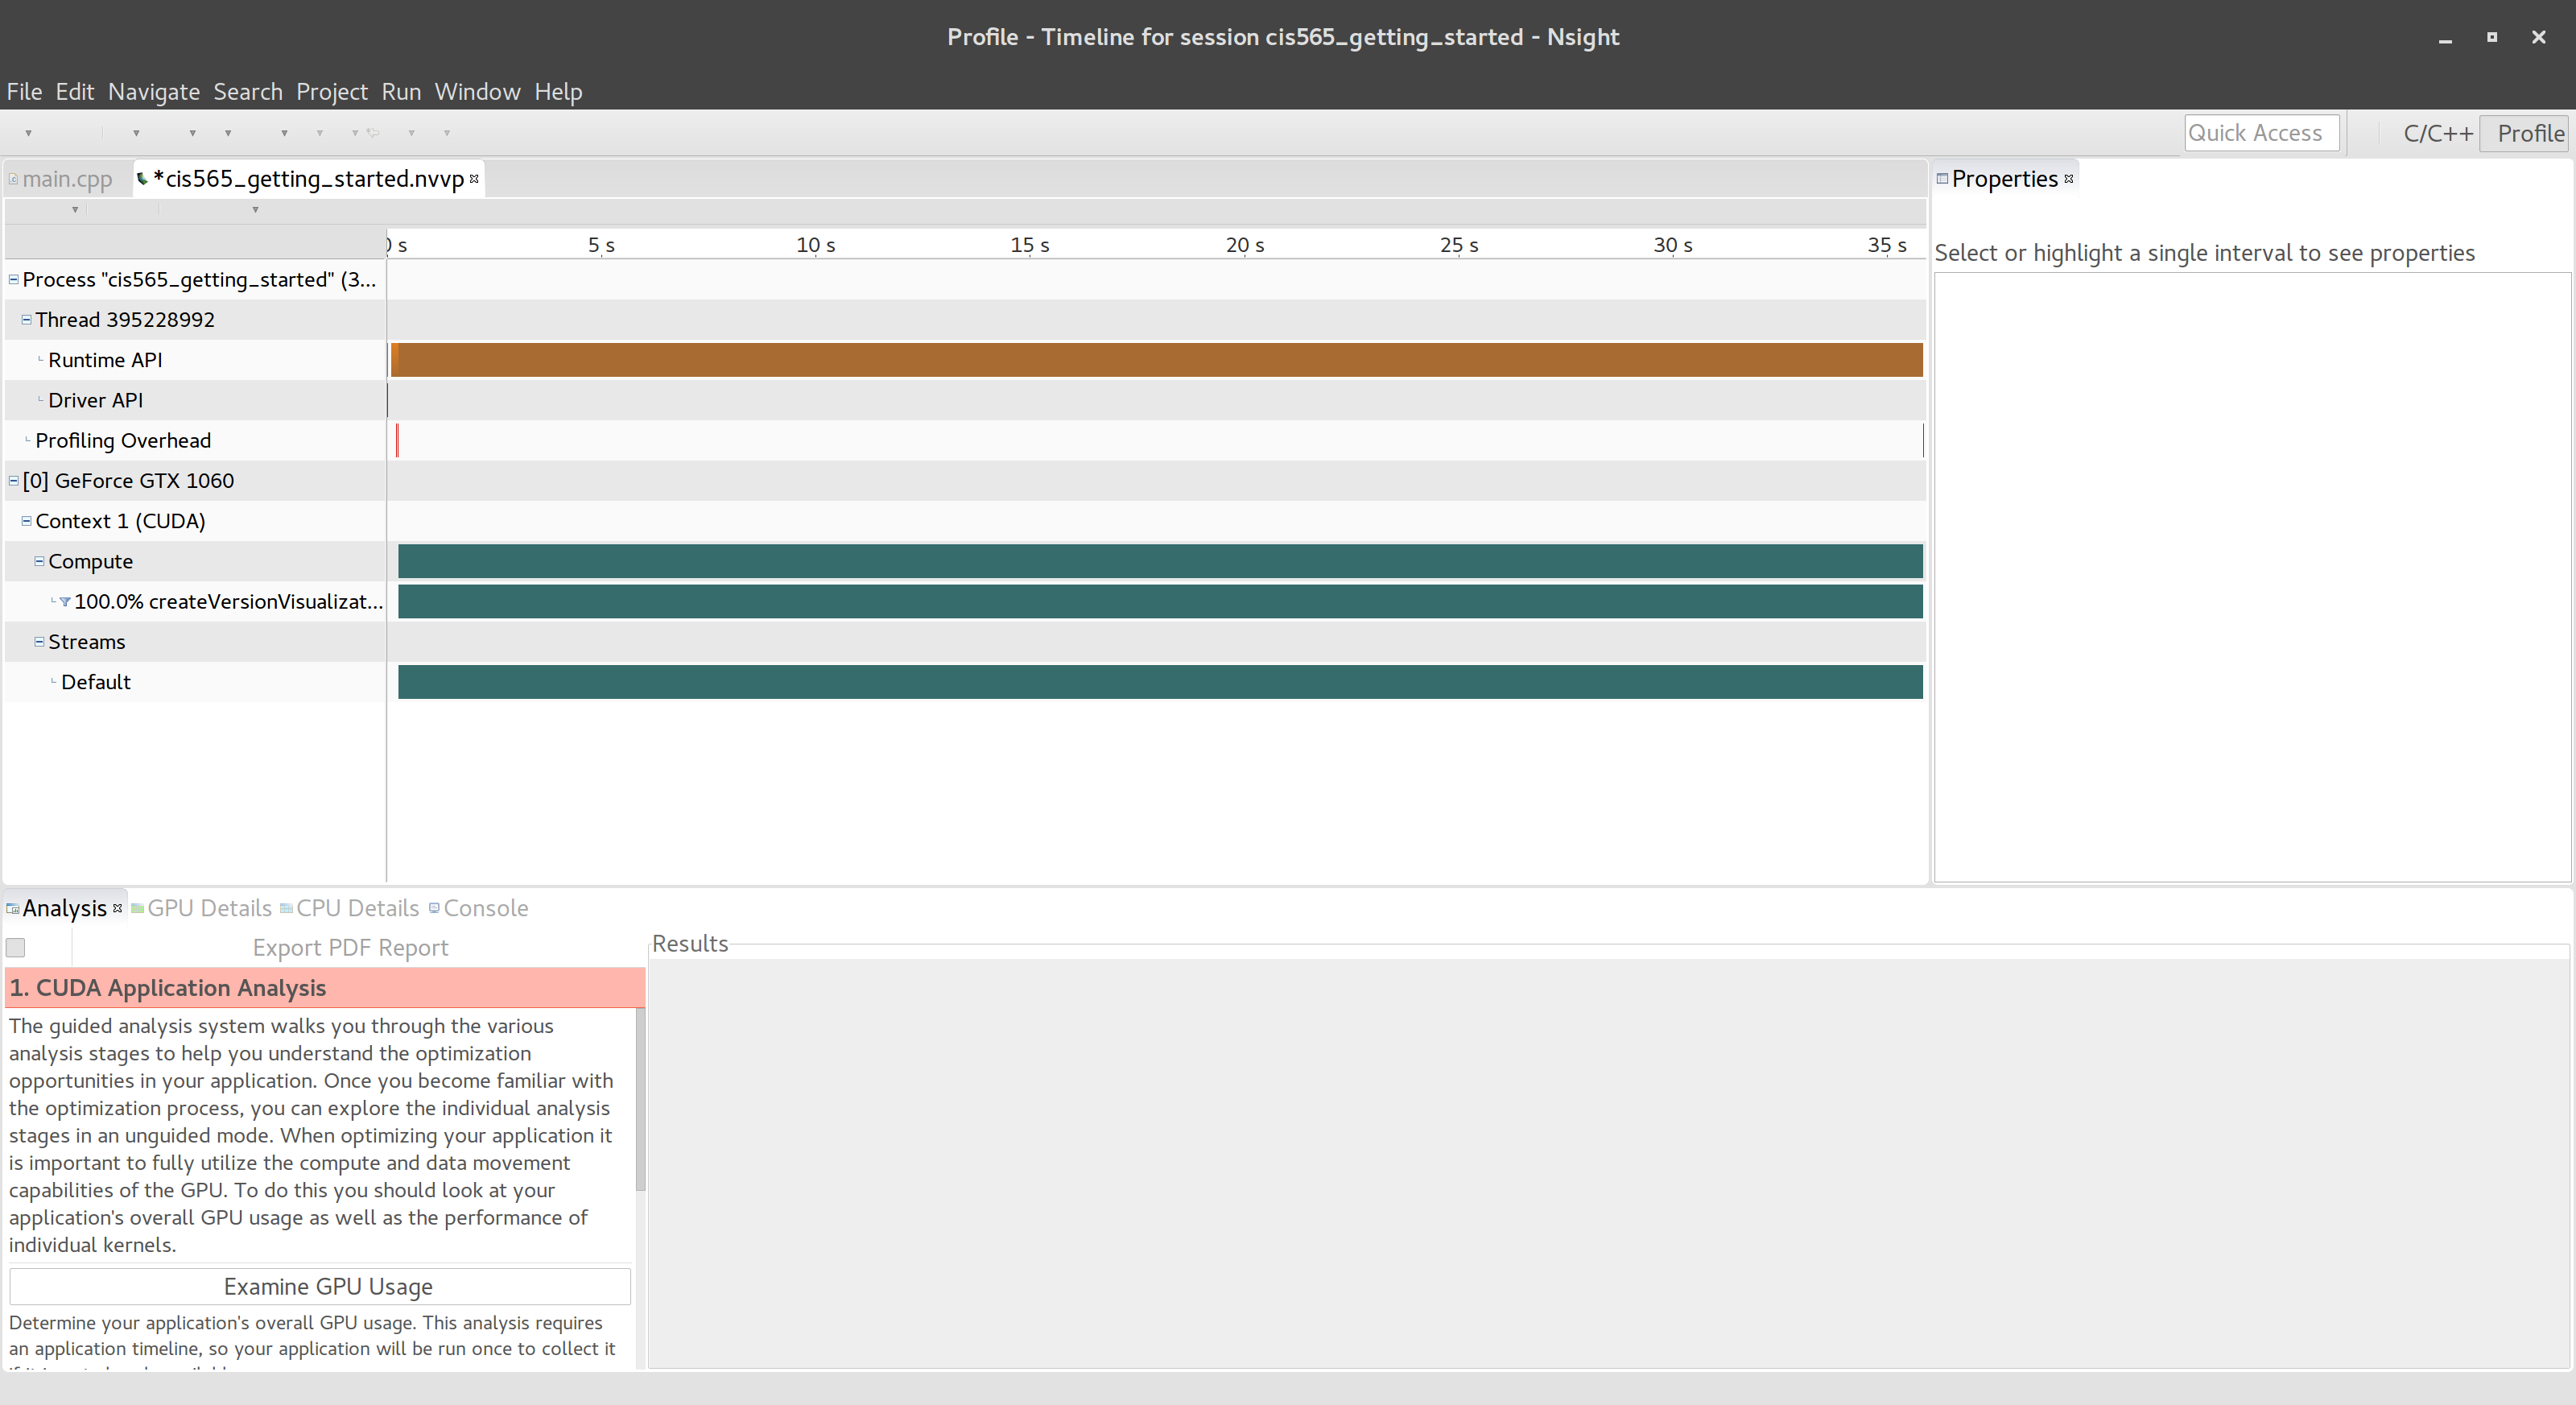 Profile - Timeline for session cis565_getting_started - Nsight
File Edit Navigate Search Project Run Window Help
Quick Access C/C++ Profile
main.cpp *cis565_getting_started.nvvp
Properties
0 s 5 s 10 s 15 s 20 s 25 s 30 s 35 s
Select or highlight a single interval to see properties
Process "cis565_getting_started" (3...
Thread 395228992
Runtime API
Driver API
Profiling Overhead
[0] GeForce GTX 1060
Context 1 (CUDA)
Compute
100.0% createVersionVisualizat...
Streams
Default
Analysis GPU Details CPU Details Console
Export PDF Report
Results
1. CUDA Application Analysis
The guided analysis system walks you through the various
analysis stages to help you understand the optimization
opportunities in your application. Once you become familiar with
the optimization process, you can explore the individual analysis
stages in an unguided mode. When optimizing your application it
is important to fully utilize the compute and data movement
capabilities of the GPU. To do this you should look at your
application's overall GPU usage as well as the performance of
individual kernels.
Examine GPU Usage
Determine your application's overall GPU usage. This analysis requires
an application timeline, so your application will be run once to collect it